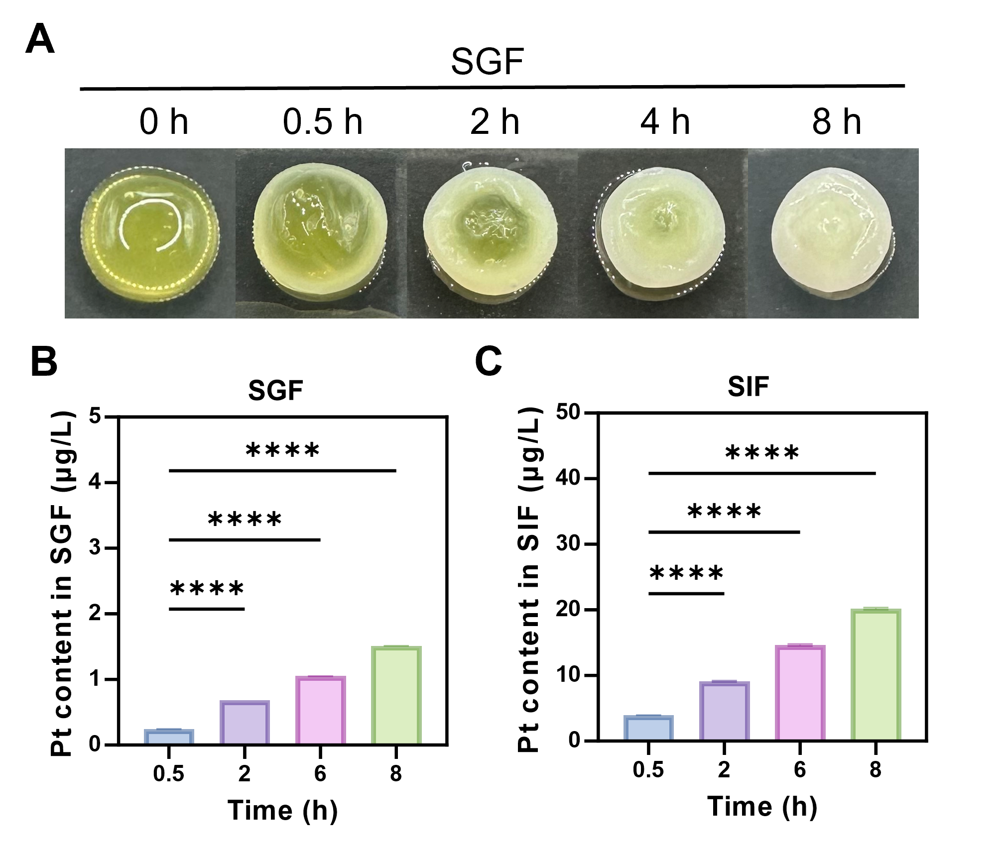 A
SGF
0 h 0.5 h 2 h 4 h 8 h
B
SGF
Pt content in SGF (µg/L)
5
4
3
2
1
0
****
****
****
0.5 2 6 8
Time (h)
C
SIF
Pt content in SIF (µg/L)
50
40
30
20
10
0
****
****
****
0.5 2 6 8
Time (h)